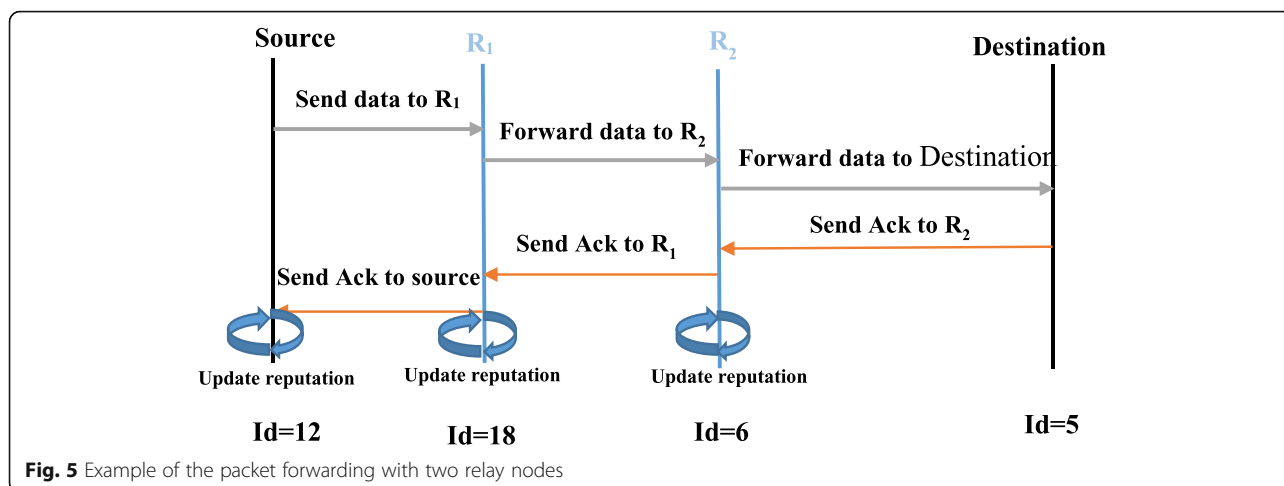 Source
R₁
R₂
Destination
Send data to R₁
Forward data to R₂
Forward data to Destination
Send Ack to R₂
Send Ack to R₁
Send Ack to source
Update reputation
Update reputation
Update reputation
Id=12
Id=18
Id=6
Id=5
Fig. 5 Example of the packet forwarding with two relay nodes